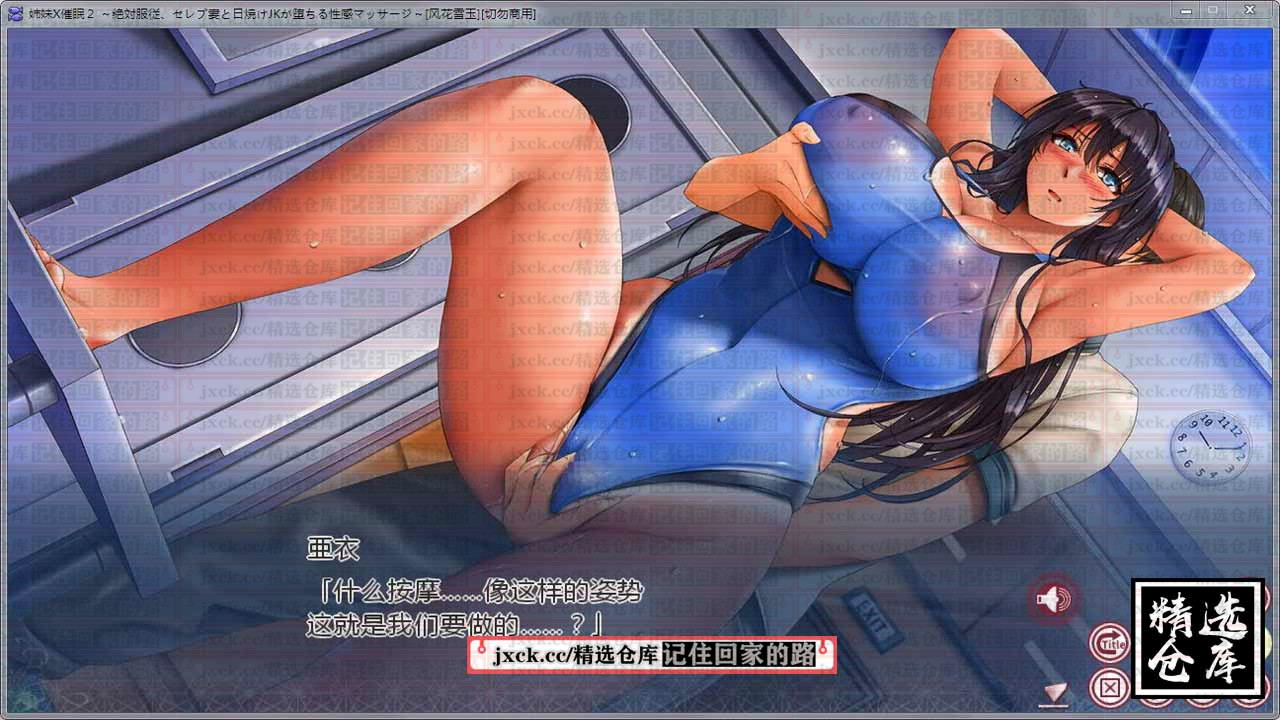 姉妹X催眠２ ～絶対服従、セレブ妻と日焼けJKが堕ちる性感マッサージ～[风花雪玉][切勿商用]
亜衣
「什么按摩……像这样的姿势
这就是我们要做的……？」
EXIT
Title
jxck.cc/精选仓库 记住回家的路
精选
仓库